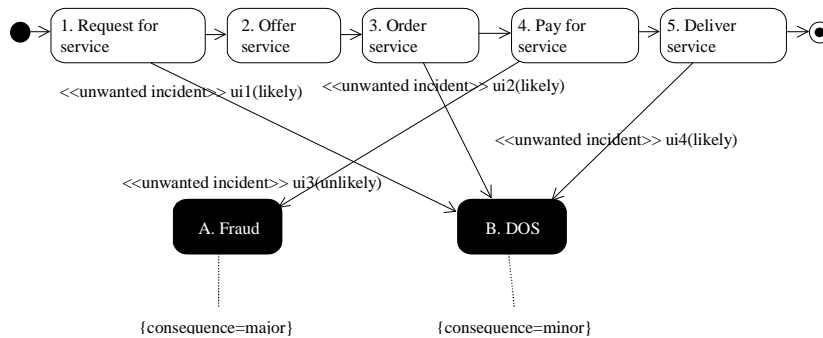 1. Request for
service
2. Offer
service
3. Order
service
4. Pay for
service
5. Deliver
service
<<unwanted incident>> ui1(likely)
<<unwanted incident>> ui2(likely)
<<unwanted incident>> ui4(likely)
<<unwanted incident>> ui3(unlikely)
A. Fraud
B. DOS
{consequence=major}
{consequence=minor}